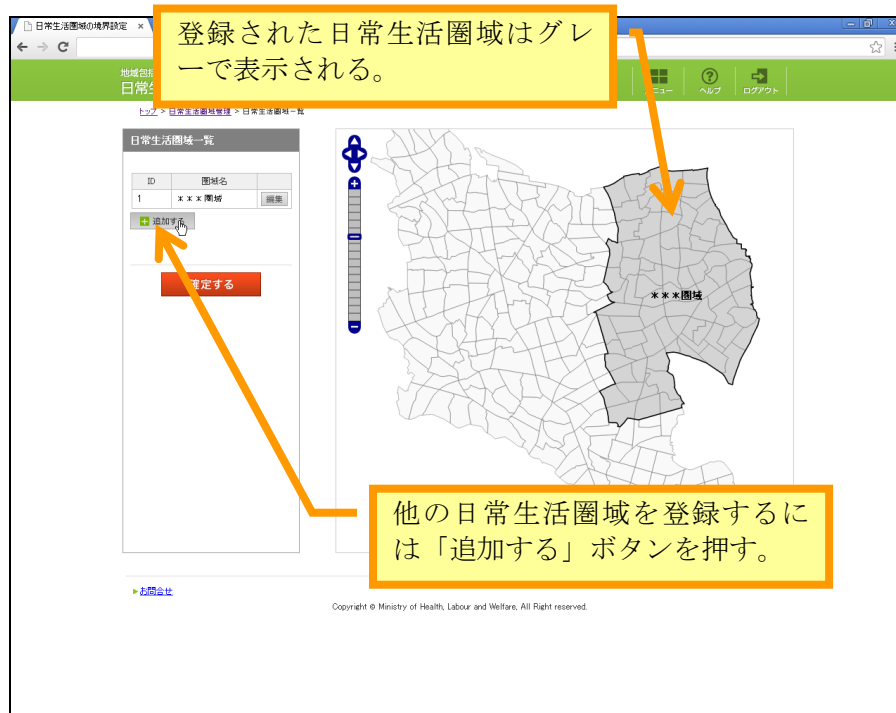 日常生活圏域の境界設定 ×
登録された日常生活圏域はグレ
ーで表示される。
地域包括
日常生
メニュー
ヘルプ
ログアウト
トップ > 日常生活圏域管理 > 日常生活圏域一覧
日常生活圏域一覧
ID 圏域名
1 ***圏域 編集
追加する
確定する
***圏域
他の日常生活圏域を登録するに
は「追加する」ボタンを押す。
お問合せ
Copyright © Ministry of Health, Labour and Welfare, All Right reserved.